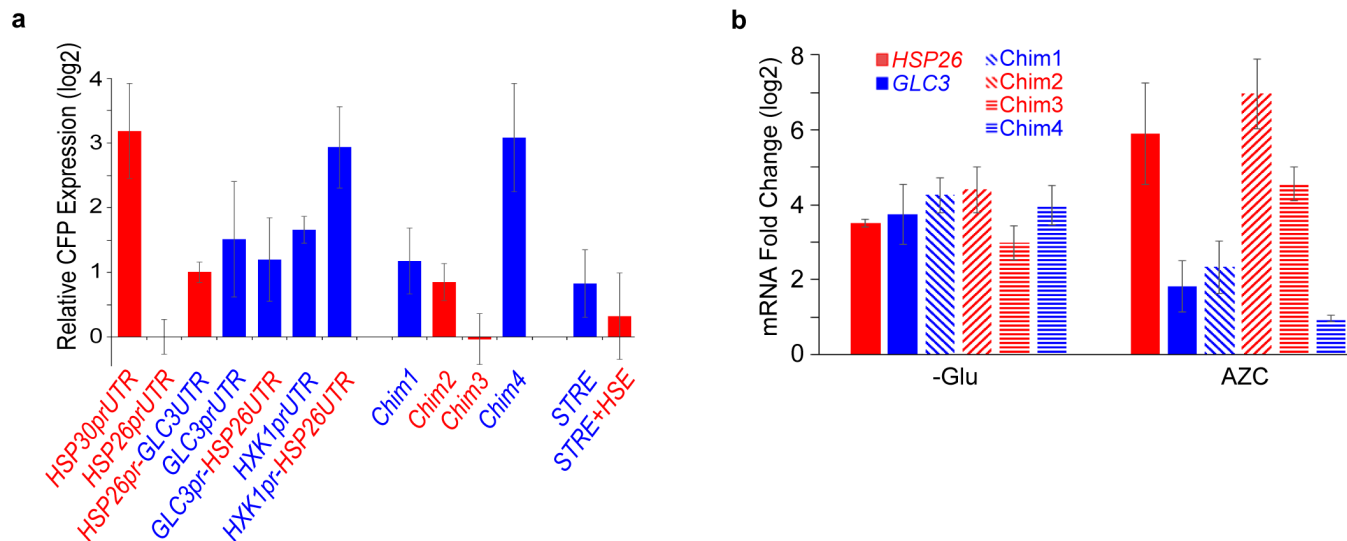 a
Relative CFP Expression (log2)
4
3
2
1
0
HSP30prUTR
HSP26prUTR
HSP26pr-GLC3UTR
GLC3prUTR
GLC3pr-HSP26UTR
HXK1prUTR
HXK1pr-HSP26UTR
Chim1
Chim2
Chim3
Chim4
STRE
STRE+HSE
b
mRNA Fold Change (log2)
8
6
4
2
0
HSP26
GLC3
Chim1
Chim2
Chim3
Chim4
-Glu
AZC